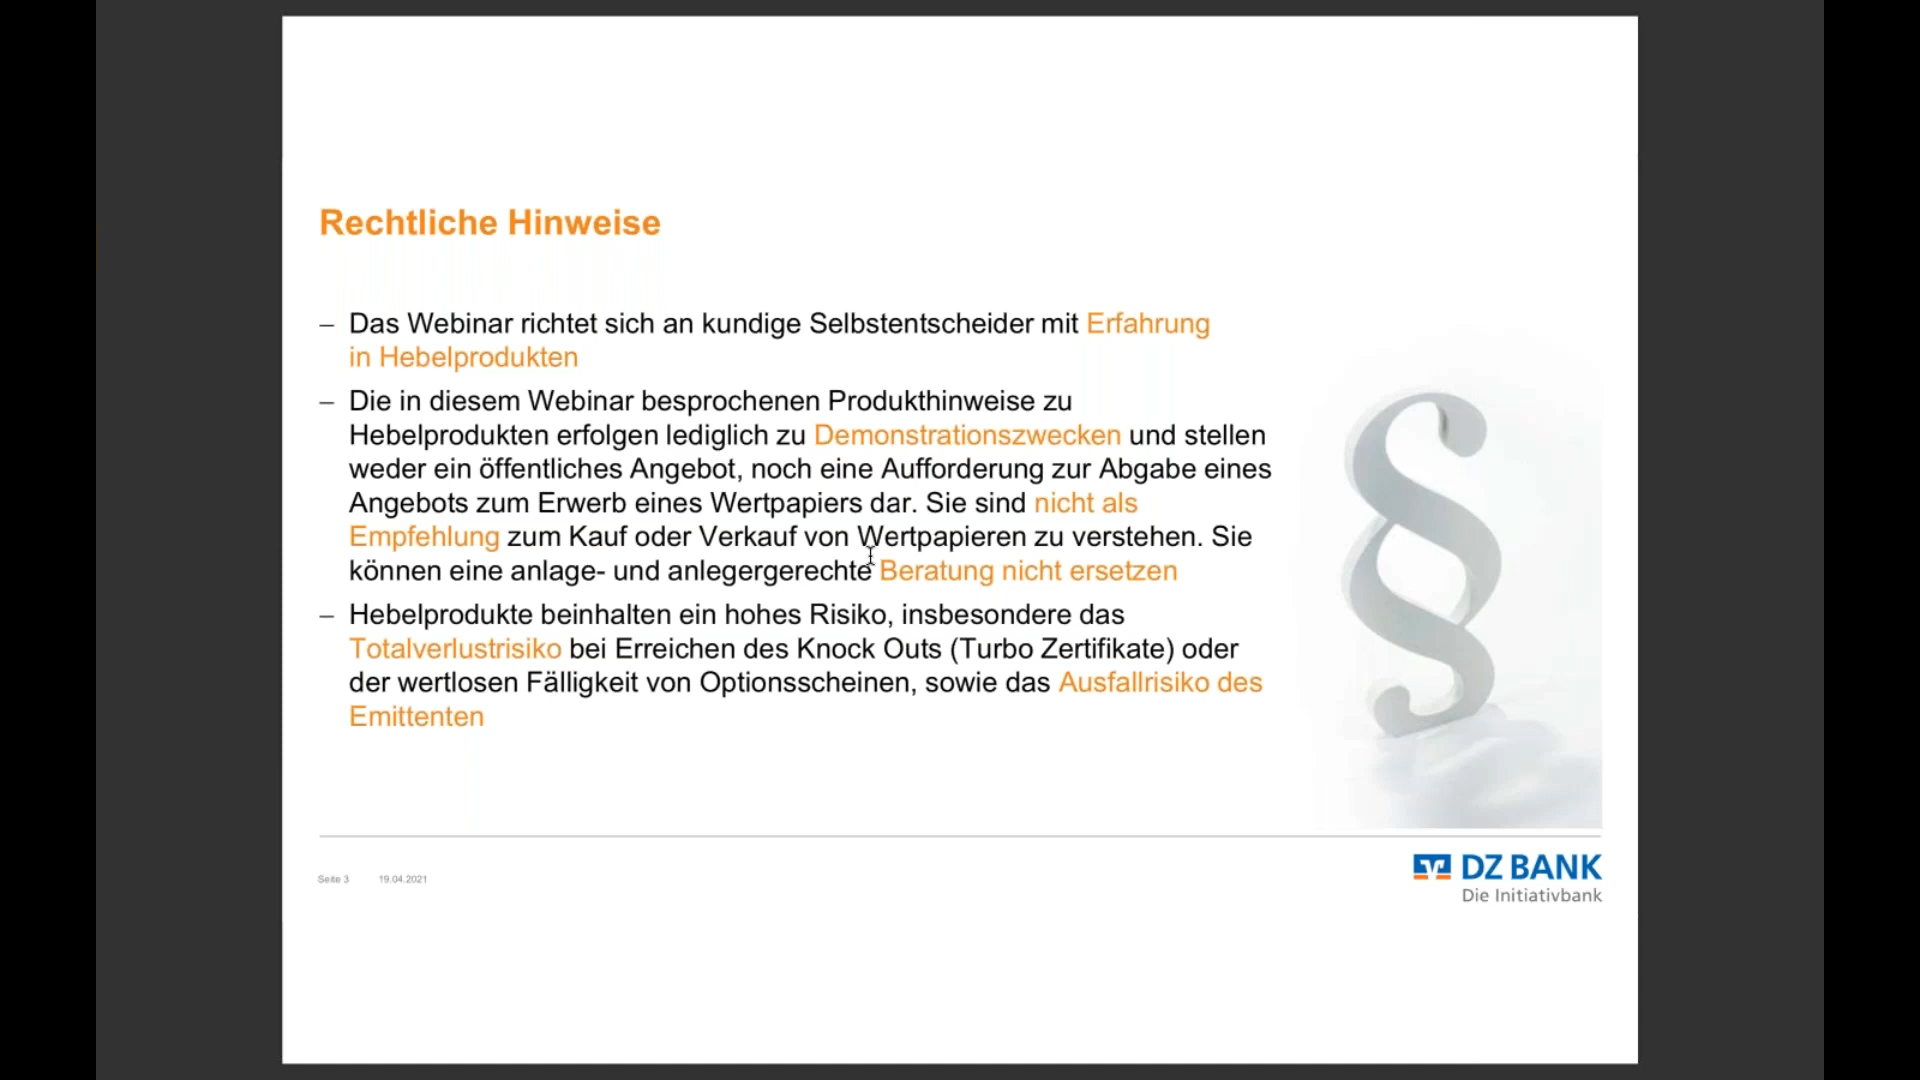 Rechtliche Hinweise
– Das Webinar richtet sich an kundige Selbstentscheider mit Erfahrung
in Hebelprodukten
– Die in diesem Webinar besprochenen Produkthinweise zu
Hebelprodukten erfolgen lediglich zu Demonstrationszwecken und stellen
weder ein öffentliches Angebot, noch eine Aufforderung zur Abgabe eines
Angebots zum Erwerb eines Wertpapiers dar. Sie sind nicht als
Empfehlung zum Kauf oder Verkauf von Wertpapieren zu verstehen. Sie
können eine anlage- und anlegergerechte Beratung nicht ersetzen
– Hebelprodukte beinhalten ein hohes Risiko, insbesondere das
Totalverlustrisiko bei Erreichen des Knock Outs (Turbo Zertifikate) oder
der wertlosen Fälligkeit von Optionsscheinen, sowie das Ausfallrisiko des
Emittenten
§
Seite 3 19.04.2021
DZ BANK
Die Initiativbank